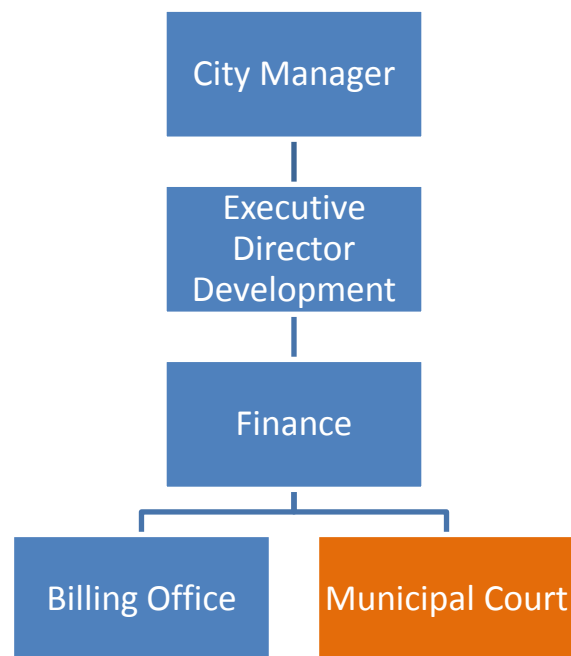 City Manager
Executive
Director
Development
Finance
Billing Office
Municipal Court